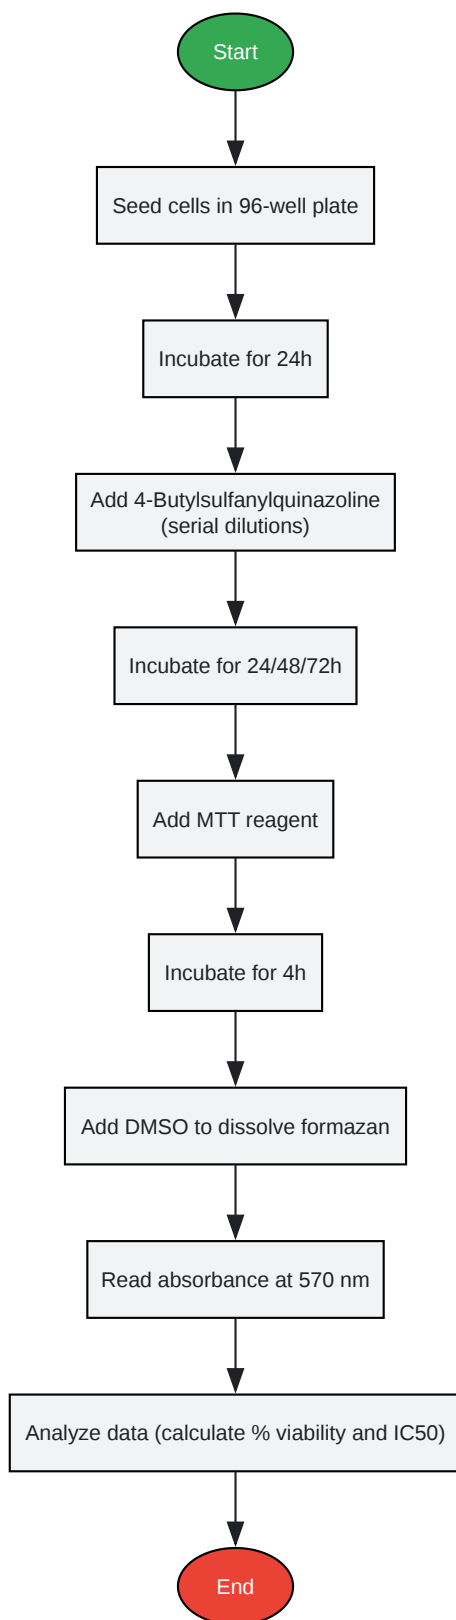 Start
Seed cells in 96-well plate
Incubate for 24h
Add 4-Butylsulfanylquinazoline
(serial dilutions)
Incubate for 24/48/72h
Add MTT reagent
Incubate for 4h
Add DMSO to dissolve formazan
Read absorbance at 570 nm
Analyze data (calculate % viability and IC50)
End